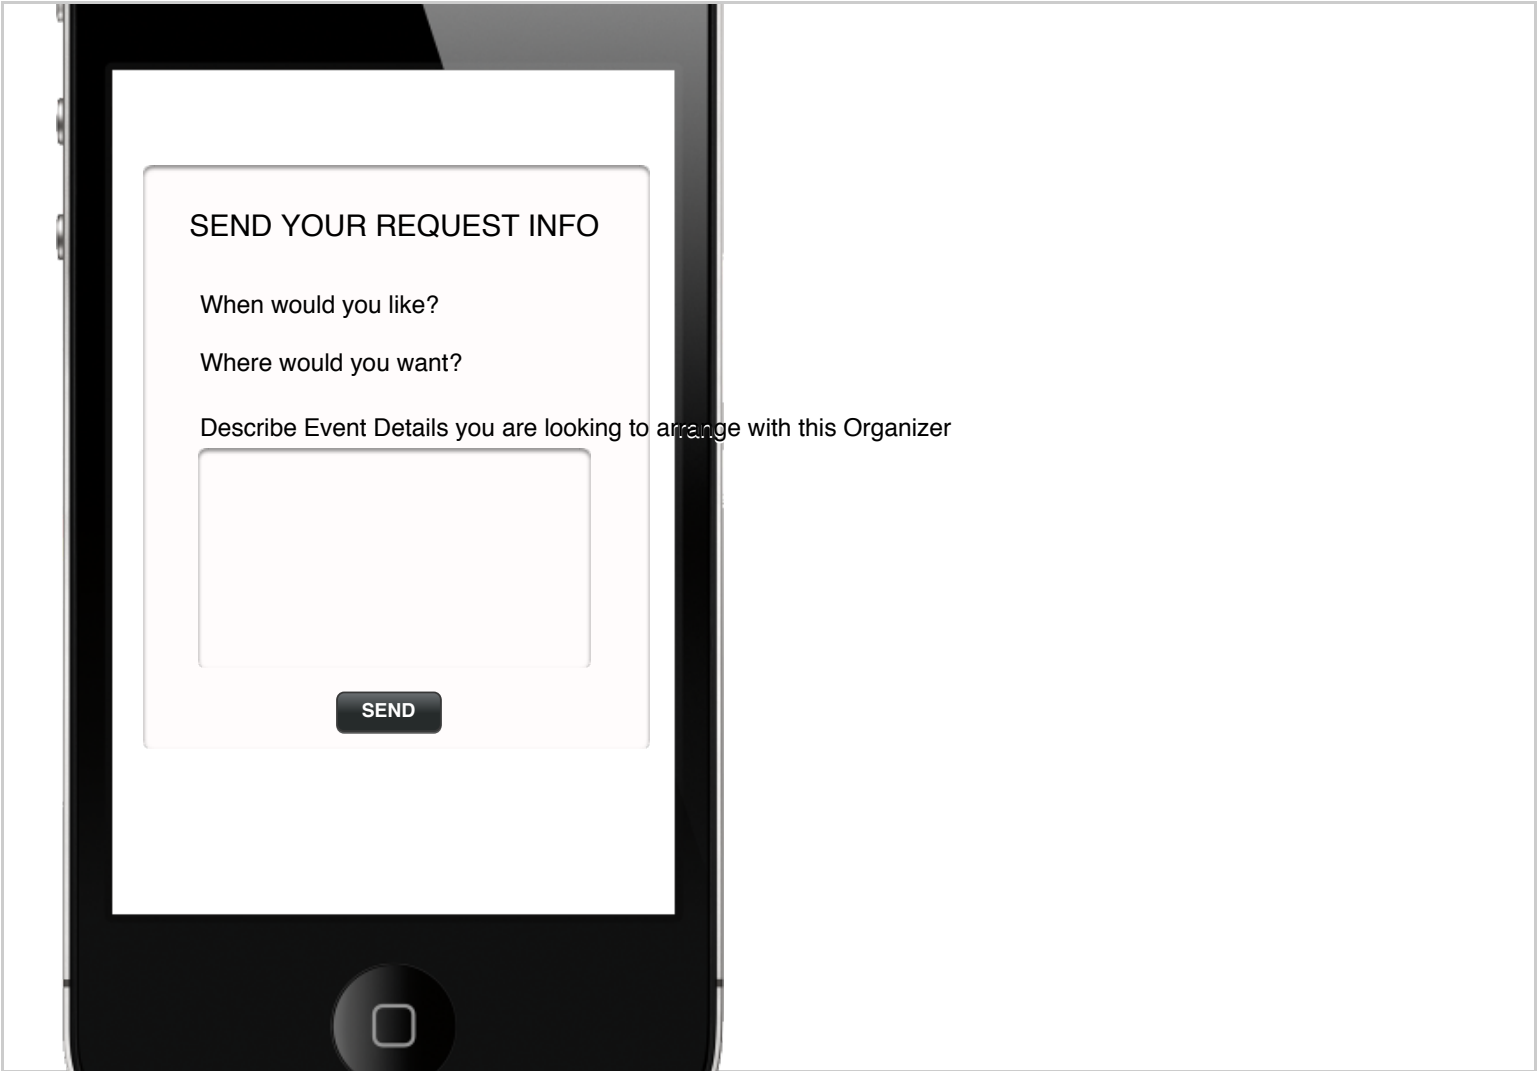 SEND YOUR REQUEST INFO
When would you like?
Where would you want?
Describe Event Details you are looking to arrange with this Organizer
SEND